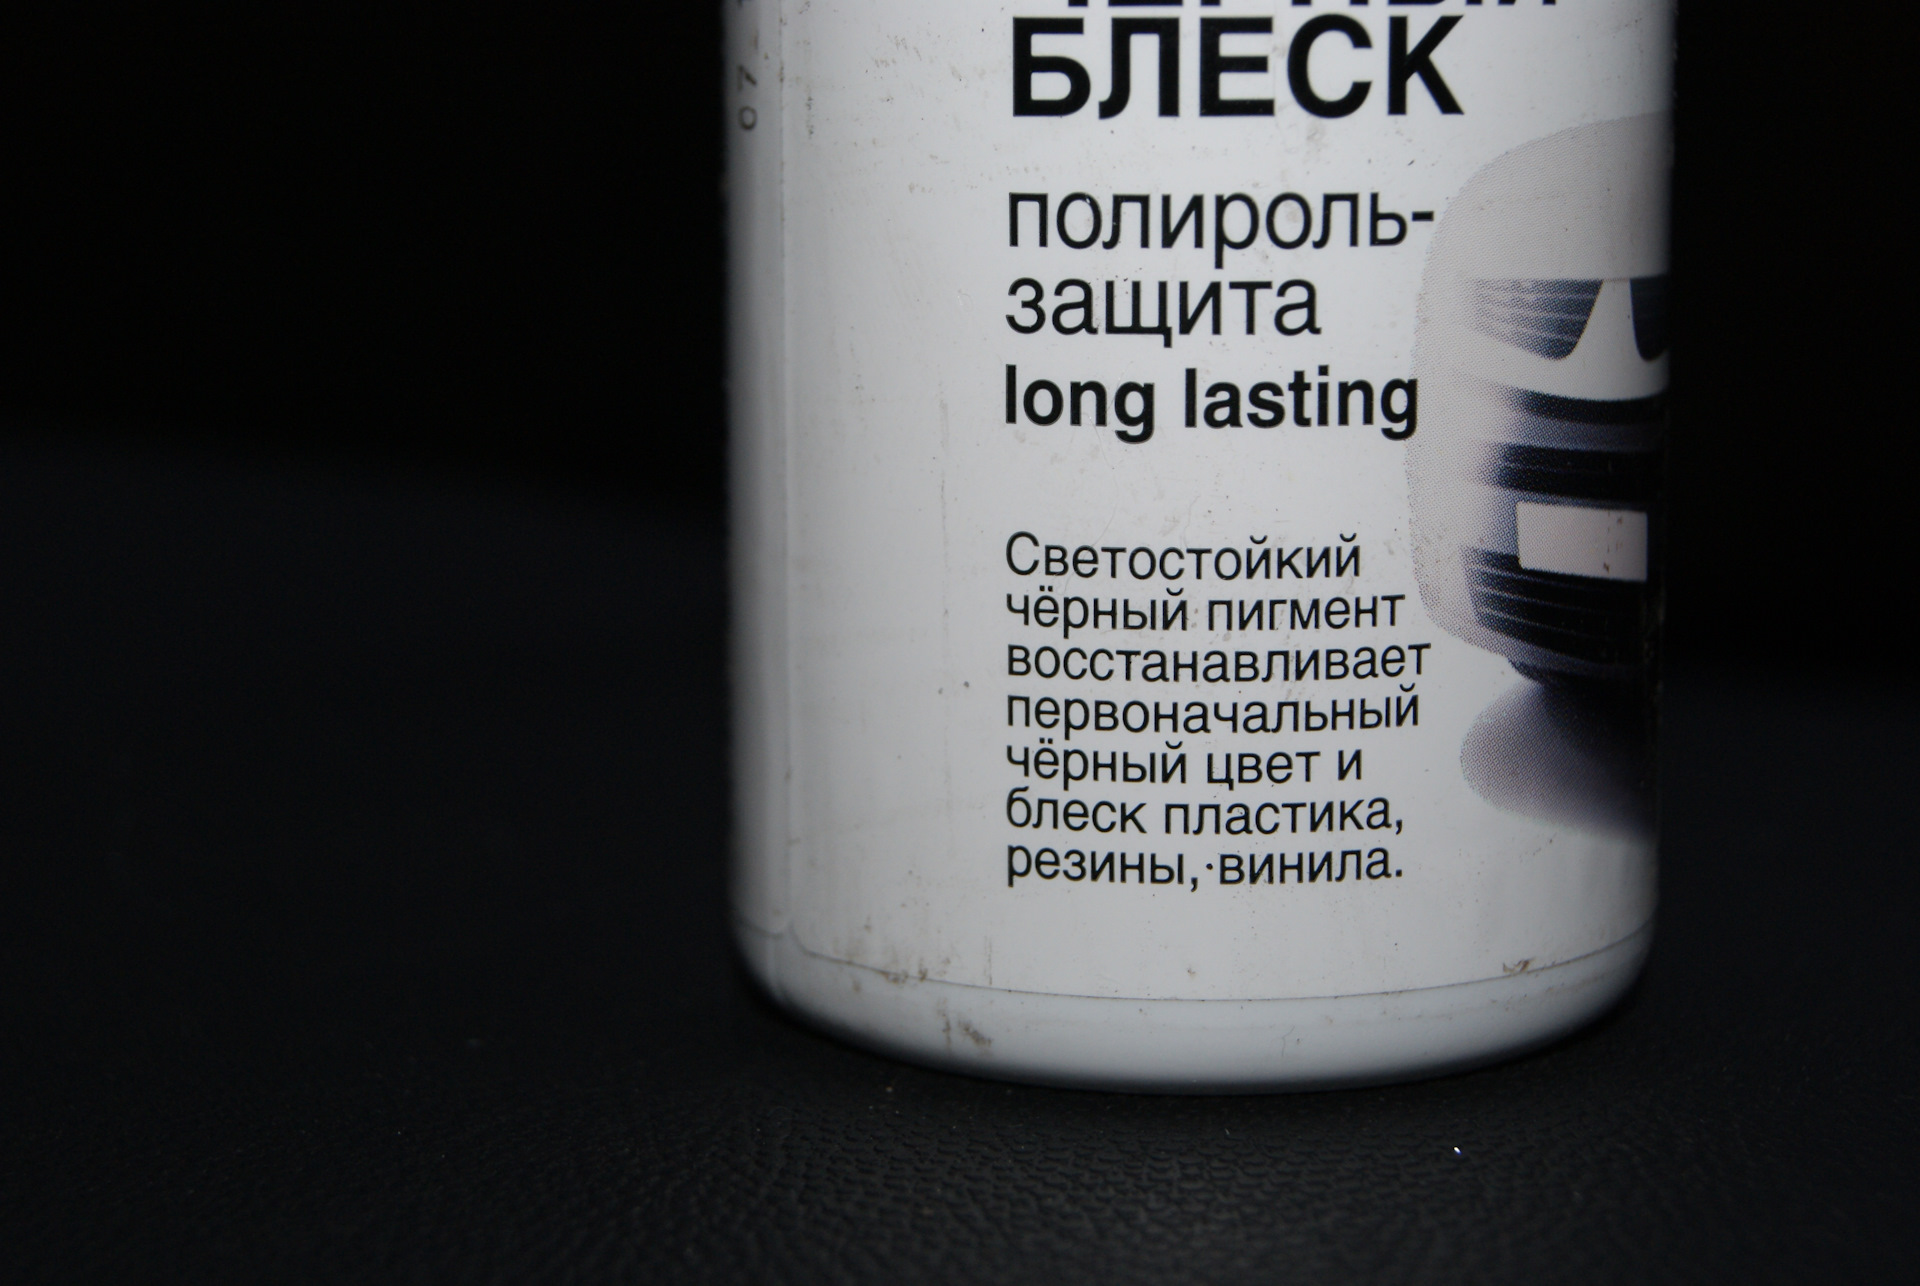 БЛЕСК
полироль-
защита
long lasting
Светостойкий
чёрный пигмент
восстанавливает
первоначальный
чёрный цвет и
блеск пластика,
резины, винила.